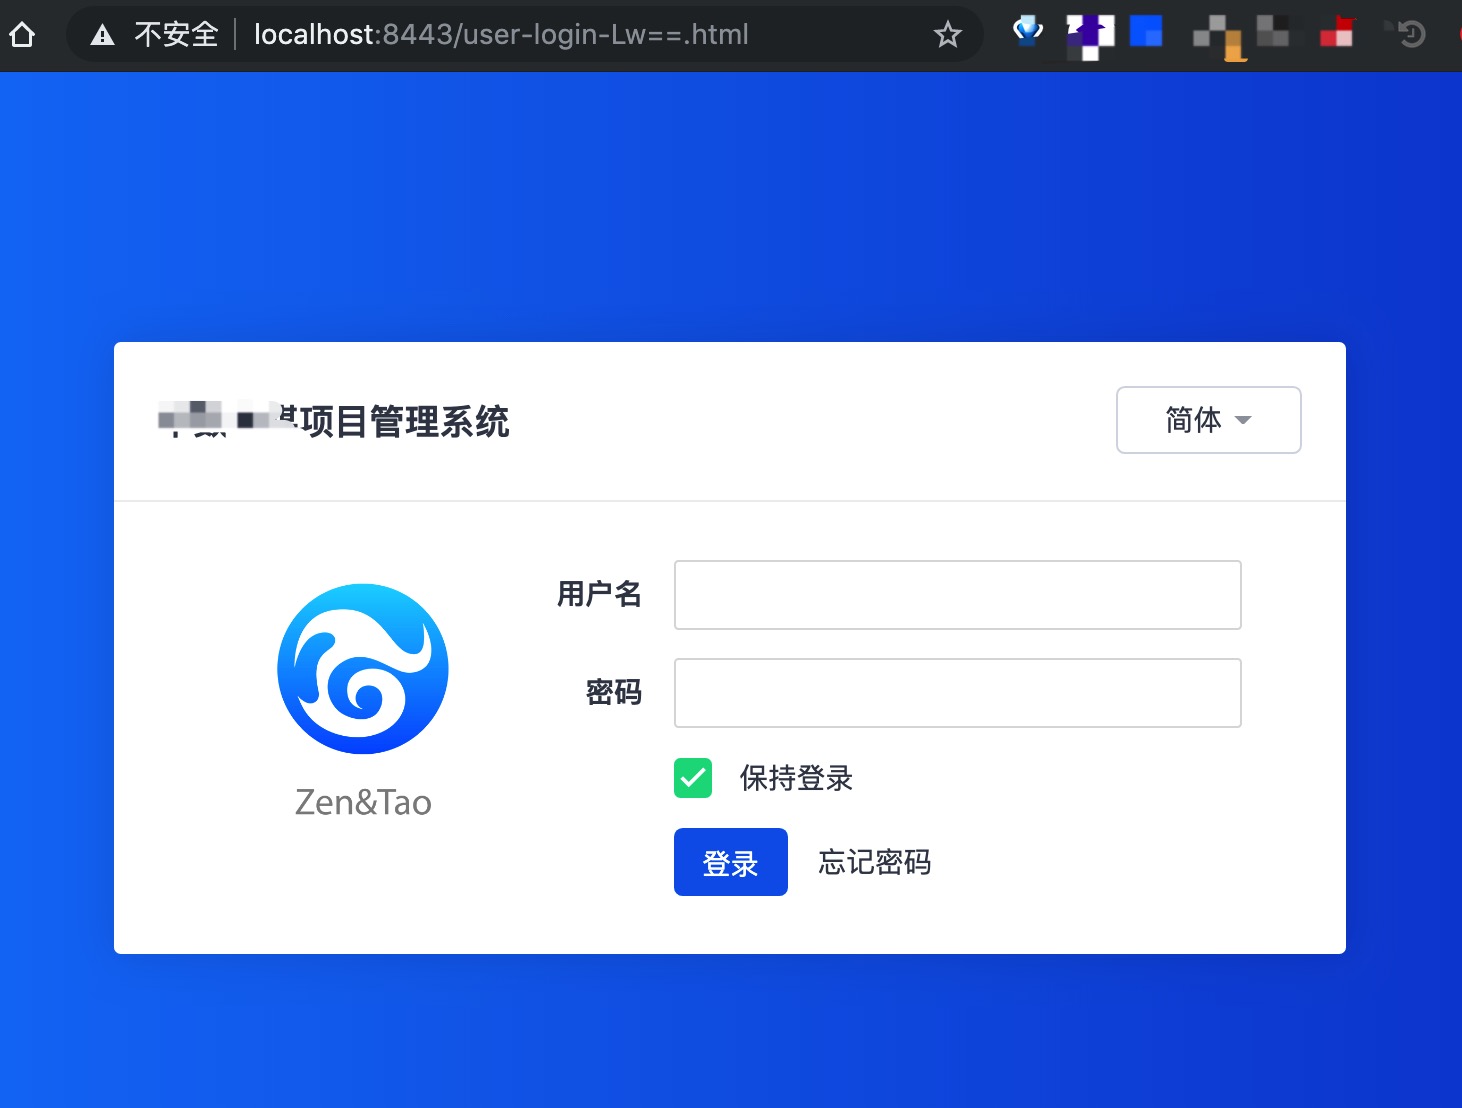 不安全 localhost:8443/user-login-Lw==.html
项目管理系统
简体
用户名
密码
Zen&Tao
保持登录
登录 忘记密码